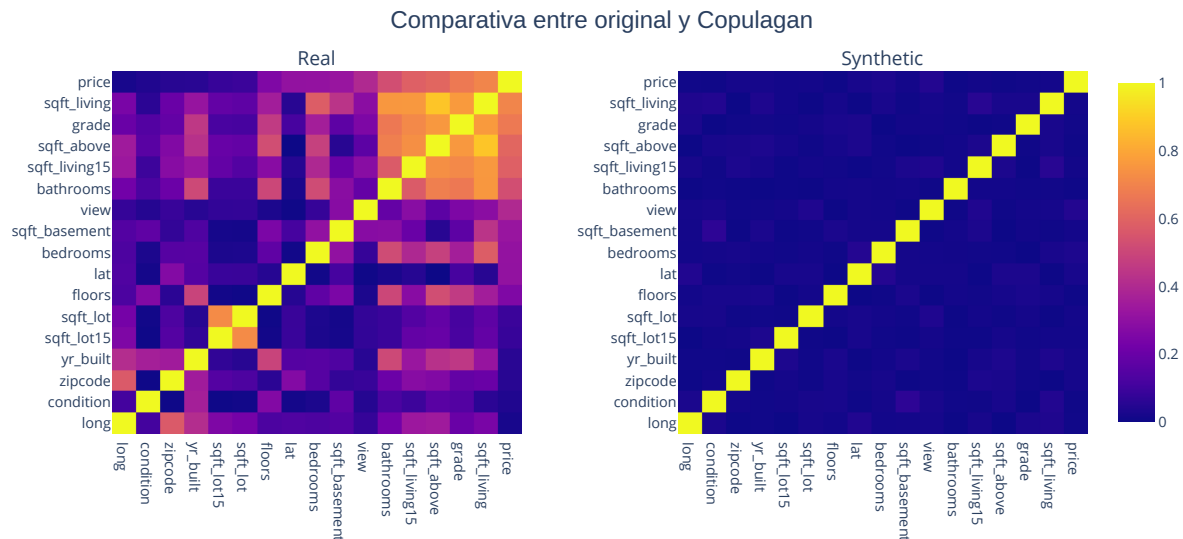 Comparativa entre original y Copulagan
Real
Synthetic
price
sqft_living
grade
sqft_above
sqft_living15
bathrooms
view
sqft_basement
bedrooms
lat
floors
sqft_lot
sqft_lot15
yr_built
zipcode
condition
long
long
condition
zipcode
yr_built
sqft_lot15
sqft_lot
floors
lat
bedrooms
sqft_basement
view
bathrooms
sqft_living15
sqft_above
grade
sqft_living
price
price
sqft_living
grade
sqft_above
sqft_living15
bathrooms
view
sqft_basement
bedrooms
lat
floors
sqft_lot
sqft_lot15
yr_built
zipcode
condition
long
long
condition
zipcode
yr_built
sqft_lot15
sqft_lot
floors
lat
bedrooms
sqft_basement
view
bathrooms
sqft_living15
sqft_above
grade
sqft_living
price
1
0.8
0.6
0.4
0.2
0